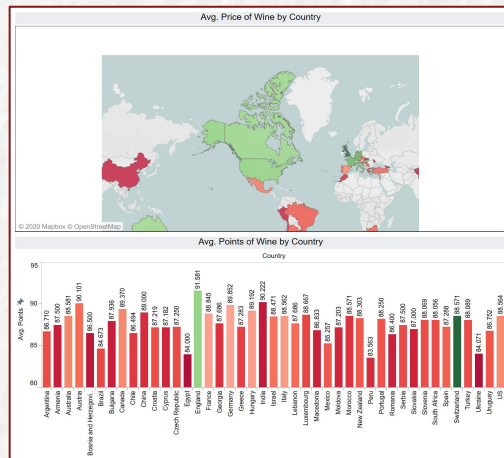 Avg. Price of Wine by Country
© 2020 Mapbox © OpenStreetMap
Avg. Points of Wine by Country
Country
Avg. Points
95
90
85
80
86.710
87.500
88.581
90.101
86.500
84.673
87.936
89.370
86.494
89.000
87.219
87.182
87.250
84.000
91.681
88.845
87.686
89.852
87.283
89.192
90.222
88.471
88.562
87.686
88.667
86.833
85.257
87.203
88.571
88.303
83.563
88.250
86.400
87.500
87.000
88.069
88.056
87.288
88.571
88.089
84.071
86.752
88.564
Argentina
Armenia
Australia
Austria
Bosnia and Herzegovi..
Brazil
Bulgaria
Canada
Chile
China
Croatia
Cyprus
Czech Republic
Egypt
England
France
Georgia
Germany
Greece
Hungary
India
Israel
Italy
Lebanon
Luxembourg
Macedonia
Mexico
Moldova
Morocco
New Zealand
Peru
Portugal
Romania
Serbia
Slovakia
Slovenia
South Africa
Spain
Switzerland
Turkey
Ukraine
Uruguay
US